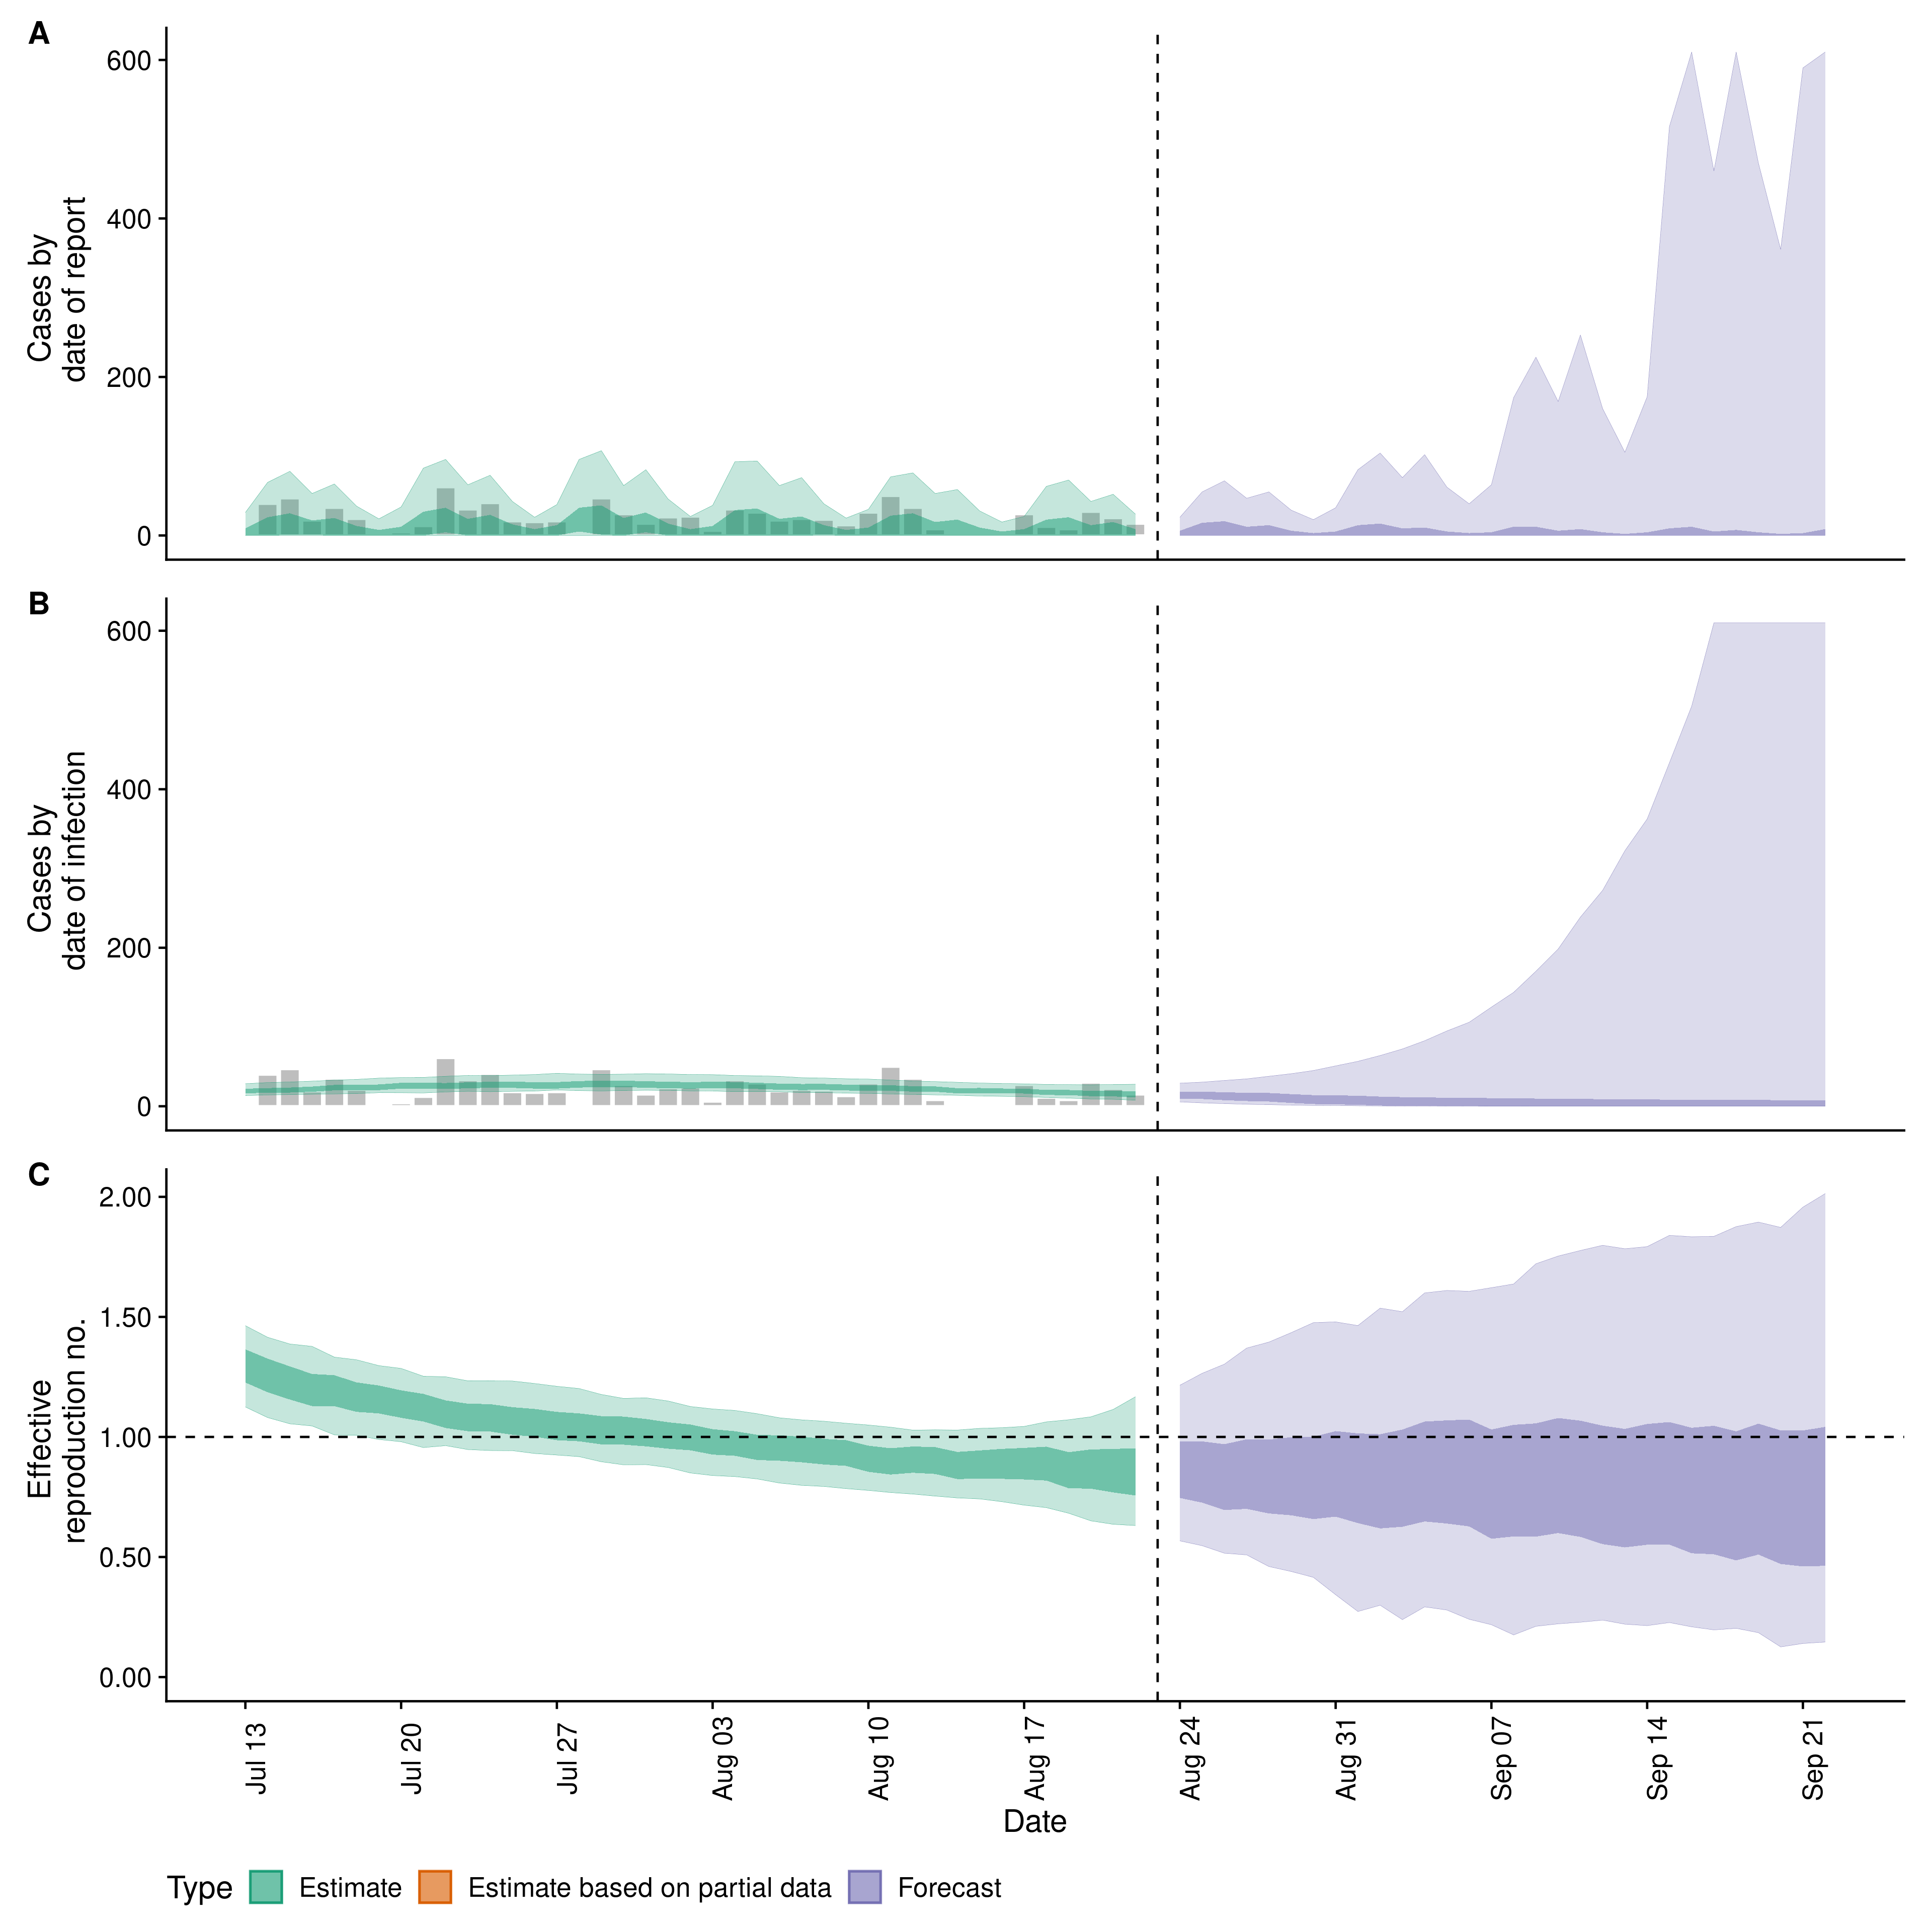 A
600
400
200
0
Cases by
date of report
B
600
400
200
0
Cases by
date of infection
C
2.00
1.50
1.00
0.50
0.00
Effective
reproduction no.
Jul 13
Jul 20
Jul 27
Aug 03
Aug 10
Aug 17
Aug 24
Aug 31
Sep 07
Sep 14
Sep 21
Date
Type Estimate Estimate based on partial data Forecast